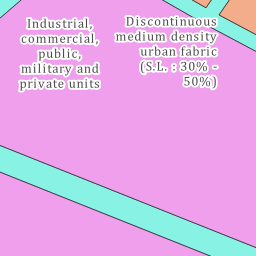 Industrial,
commercial,
public,
military and
private units
Discontinuous
medium density
urban fabric
(S.L. : 30% -
50%)